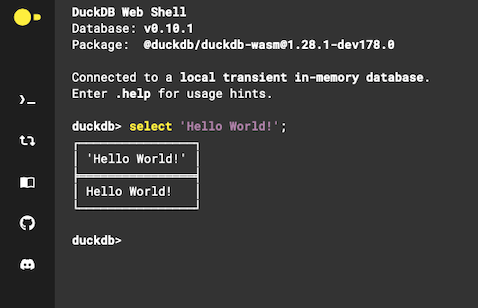 DuckDB Web Shell
Database: v0.10.1
Package:  @duckdb/duckdb-wasm@1.28.1-dev178.0
Connected to a local transient in-memory database.
Enter .help for usage hints.
duckdb> select 'Hello World!';
'Hello World!'
Hello World!
duckdb>